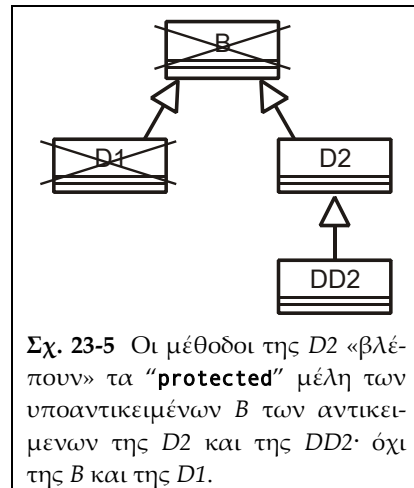 B
D1
D2
DD2
Σχ. 23-5 Οι μέθοδοι της D2 «βλέ-
πουν» τα “protected” μέλη των
υποαντικειμένων B των αντικει-
μενων της D2 και της DD2· όχι
της B και της D1.